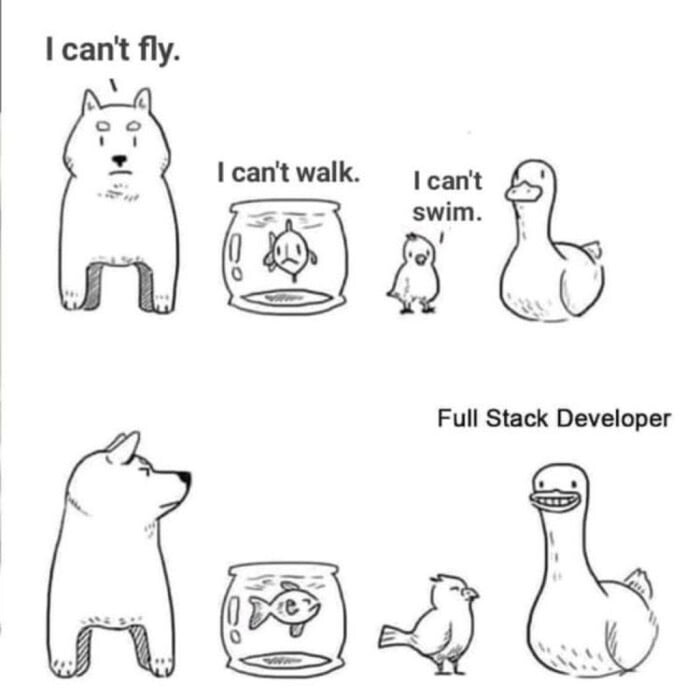 I can't fly.
I can't walk.
I can't
swim.
Full Stack Developer